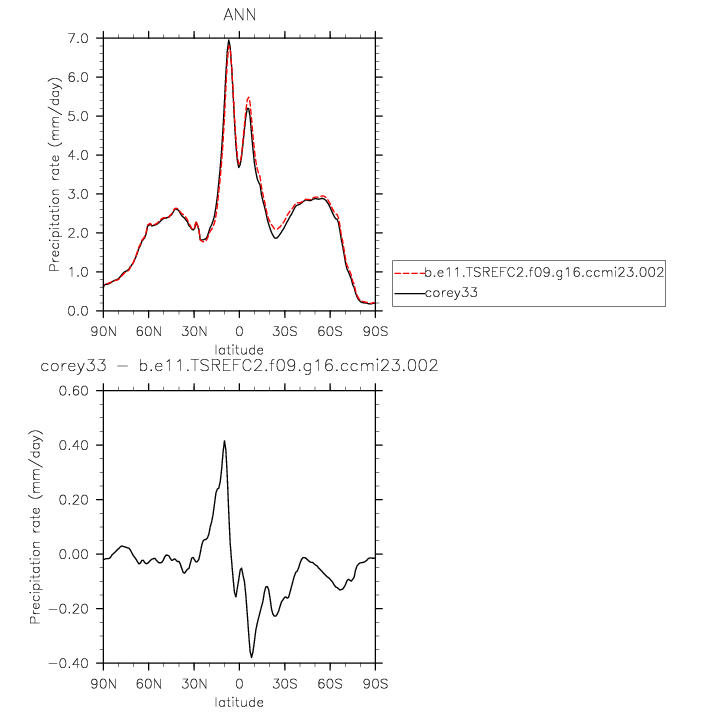 ANN
Precipitation rate (mm/day)
7.0
6.0
5.0
4.0
3.0
2.0
1.0
0.0
90N 60N 30N 0 30S 60S 90S
latitude
b.e11.TSREFC2.f09.g16.ccmi23.002
corey33
corey33 − b.e11.TSREFC2.f09.g16.ccmi23.002
Precipitation rate (mm/day)
0.60
0.40
0.20
0.00
−0.20
−0.40
90N 60N 30N 0 30S 60S 90S
latitude